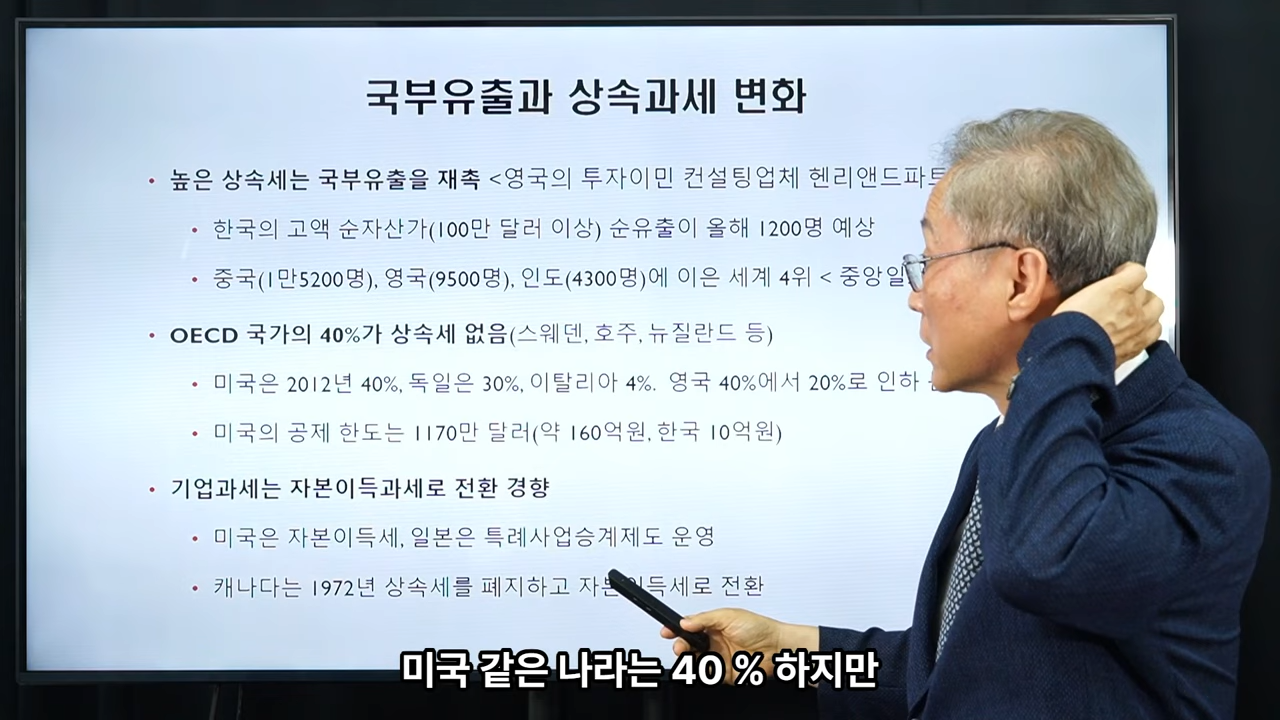 국부유출과 상속과세 변화
• 높은 상속세는 국부유출을 재촉 <영국의 투자이민 컨설팅업체 헨리앤드파트
• 한국의 고액 순자산가(100만 달러 이상) 순유출이 올해 1200명 예상
• 중국(1만5200명), 영국(9500명), 인도(4300명)에 이은 세계 4위 < 중앙일
• OECD 국가의 40%가 상속세 없음(스웨덴, 호주, 뉴질랜드 등)
• 미국은 2012년 40%, 독일은 30%, 이탈리아 4%. 영국 40%에서 20%로 인하
• 미국의 공제 한도는 1170만 달러(약 160억원, 한국 10억원)
• 기업과세는 자본이득과세로 전환 경향
• 미국은 자본이득세, 일본은 특례사업승계제도 운영
• 캐나다는 1972년 상속세를 폐지하고 자본이득세로 전환
미국 같은 나라는 40 % 하지만